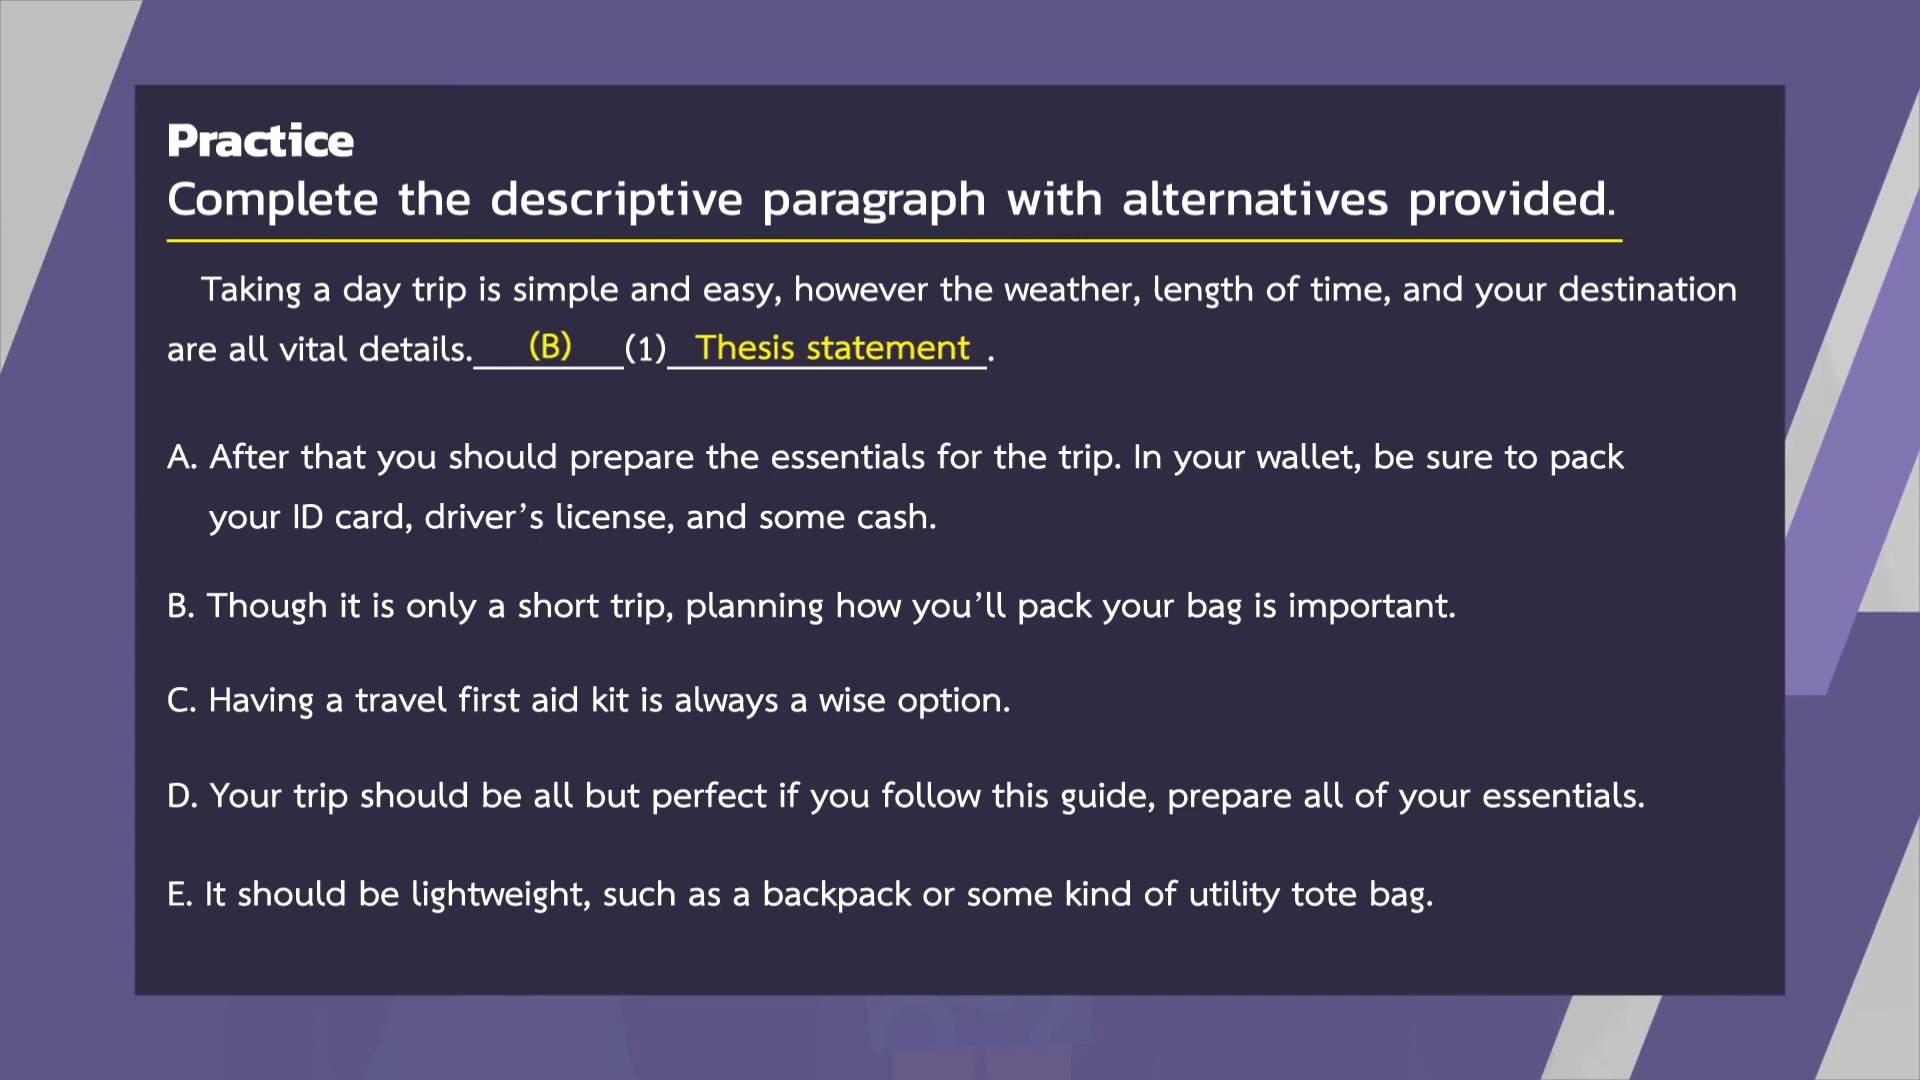 Practice
Complete the descriptive paragraph with alternatives provided.
Taking a day trip is simple and easy, however the weather, length of time, and your destination
are all vital details. (B) (1) Thesis statement .
A. After that you should prepare the essentials for the trip. In your wallet, be sure to pack
your ID card, driver’s license, and some cash.
B. Though it is only a short trip, planning how you’ll pack your bag is important.
C. Having a travel first aid kit is always a wise option.
D. Your trip should be all but perfect if you follow this guide, prepare all of your essentials.
E. It should be lightweight, such as a backpack or some kind of utility tote bag.